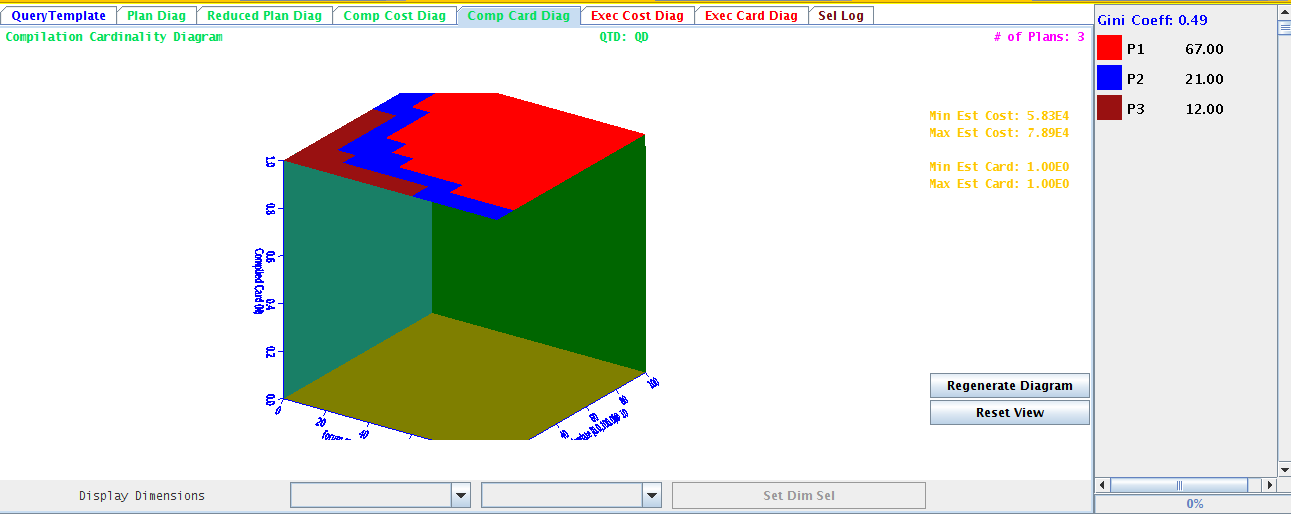 QueryTemplate Plan Diag Reduced Plan Diag Comp Cost Diag Comp Card Diag Exec Cost Diag Exec Card Diag Sel Log
Compilation Cardinality Diagram QTD: QD # of Plans: 3
Gini Coeff: 0.49
P1 67.00
P2 21.00
P3 12.00
Min Est Cost: 5.83E4
Max Est Cost: 7.89E4
Min Est Card: 1.00E0
Max Est Card: 1.00E0
1.0
0.8
0.6
Compiled Card (N)
0.4
0.2
0.0
0
20
40
40
60
80
100
Regenerate Diagram
Reset View
Display Dimensions Set Dim Sel
0%